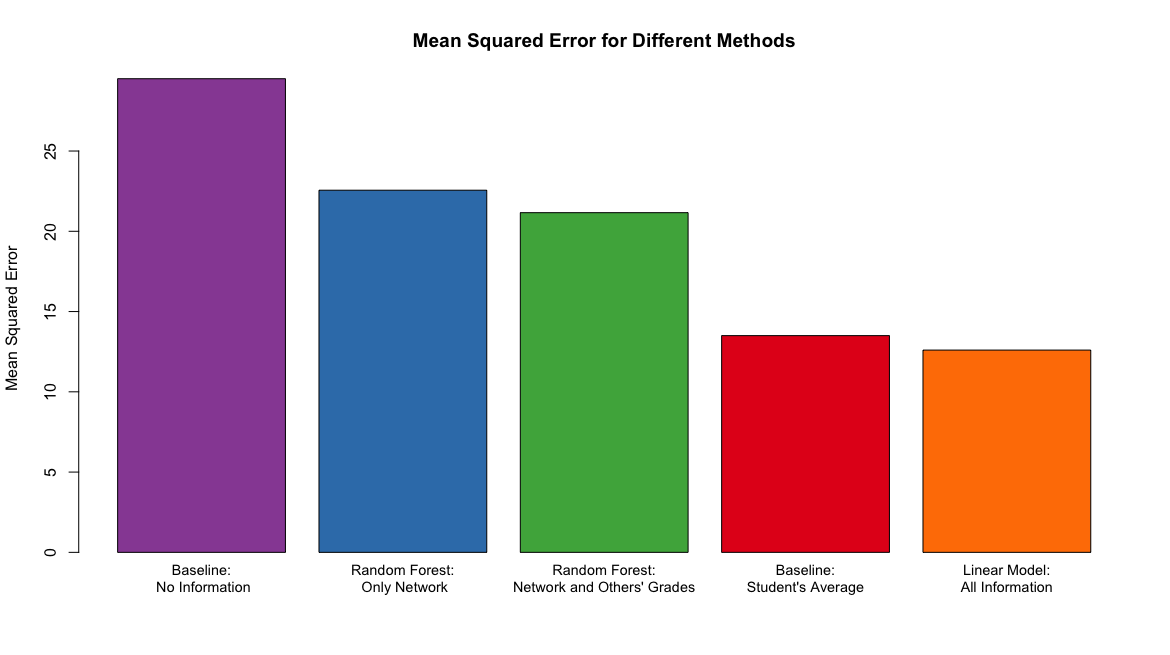 Mean Squared Error for Different Methods
Mean Squared Error
25
20
15
10
5
0
Baseline:
No Information
Random Forest:
Only Network
Random Forest:
Network and Others' Grades
Baseline:
Student's Average
Linear Model:
All Information